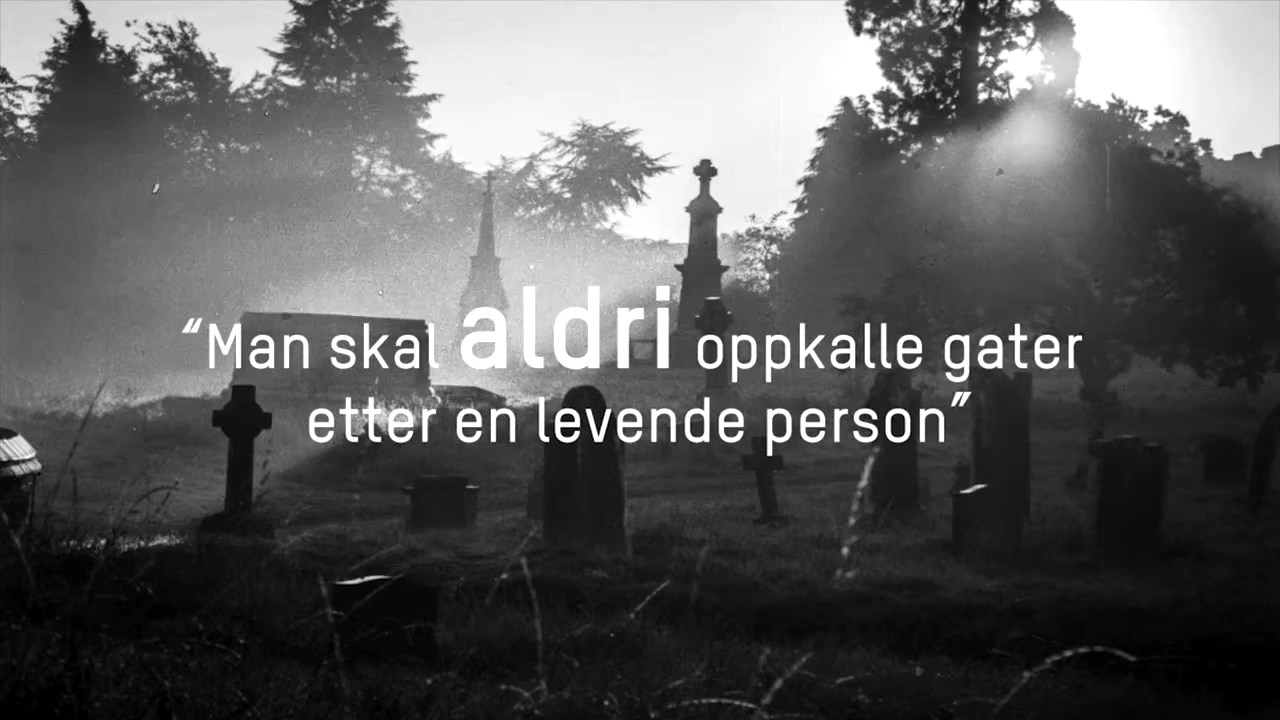 “Man skal aldri oppkalle gater
etter en levende person”